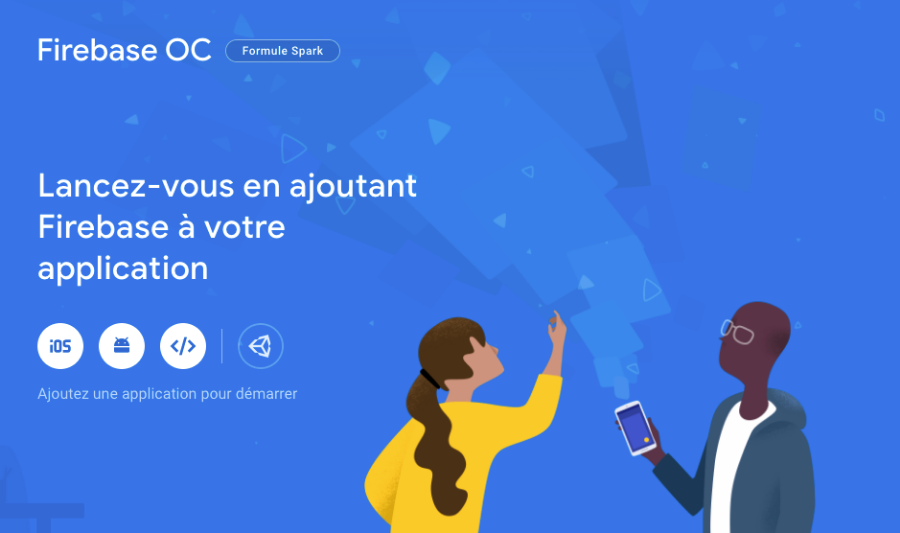 Firebase OC
Formule Spark
Lancez-vous en ajoutant
Firebase à votre
application
iOS
Ajoutez une application pour démarrer